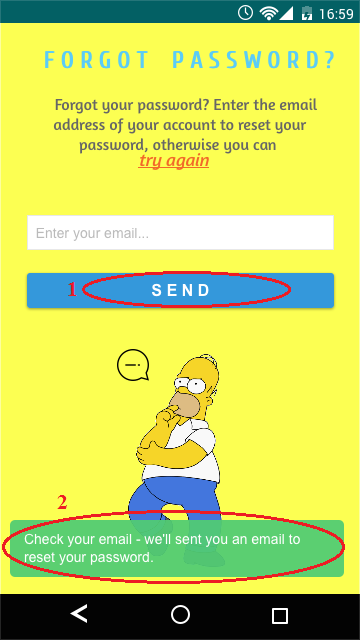 16:59
FORGOT PASSWORD?
Forgot your password? Enter the email
address of your account to reset your
password, otherwise you can
try again
Enter your email...
1 SEND
2
Check your email - we'll sent you an email to
reset your password.